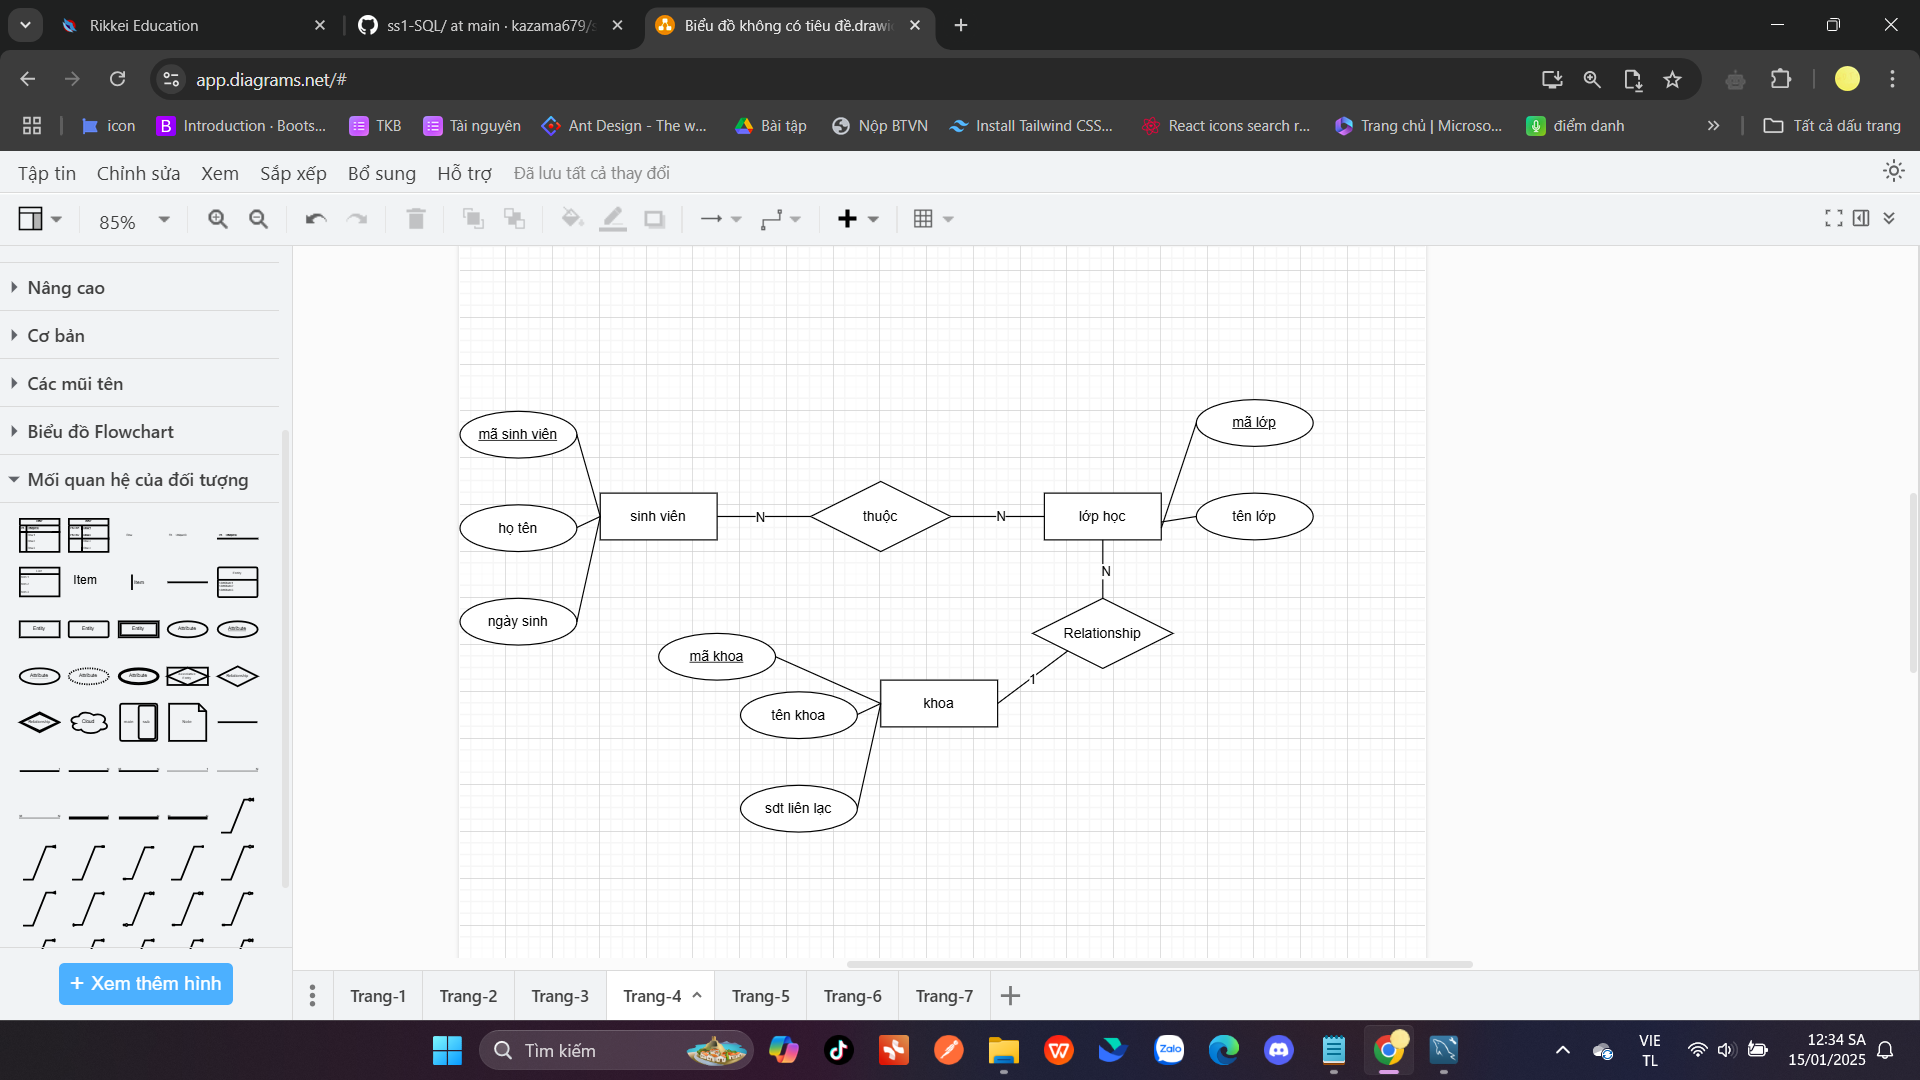 Rikkei Education
ss1-SQL/ at main · kazama679/s
Biểu đồ không có tiêu đề.drawi
app.diagrams.net/#
icon
Introduction · Boots...
TKB
Tài nguyên
Ant Design - The w...
Bài tập
Nộp BTVN
Install Tailwind CSS...
React icons search r...
Trang chủ | Microso...
điểm danh
Tất cả dấu trang
Tập tin
Chỉnh sửa
Xem
Sắp xếp
Bổ sung
Hỗ trợ
Đã lưu tất cả thay đổi
85%
Nâng cao
Cơ bản
Các mũi tên
Biểu đồ Flowchart
Mối quan hệ của đối tượng
Item
+ Xem thêm hình
mã sinh viên
họ tên
ngày sinh
sinh viên
N
thuộc
N
lớp học
mã lớp
tên lớp
N
Relationship
1
khoa
mã khoa
tên khoa
sdt liên lạc
Trang-1
Trang-2
Trang-3
Trang-4
Trang-5
Trang-6
Trang-7
Tìm kiếm
Zalo
VIE
TL
12:34 SA
15/01/2025